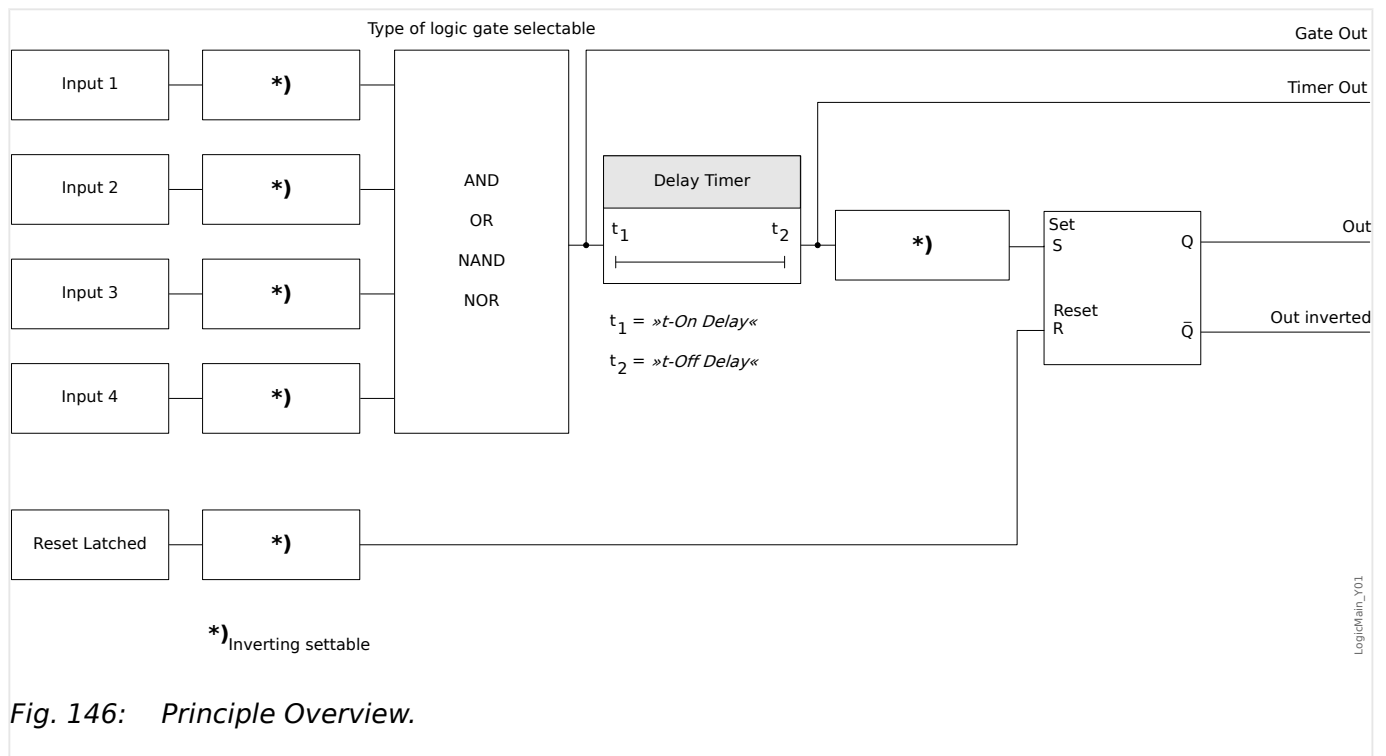 Type of logic gate selectable
Gate Out
Timer Out
Input 1
*)
Input 2
*)
Input 3
*)
Input 4
*)
AND
OR
NAND
NOR
Delay Timer
t1
t2
t1 = »t-On Delay«
t2 = »t-Off Delay«
*)
Set
S
Q
Reset
R
Q̅
Out
Out inverted
Reset Latched
*)
*)Inverting settable
LogicMain_Y01
Fig. 146: Principle Overview.